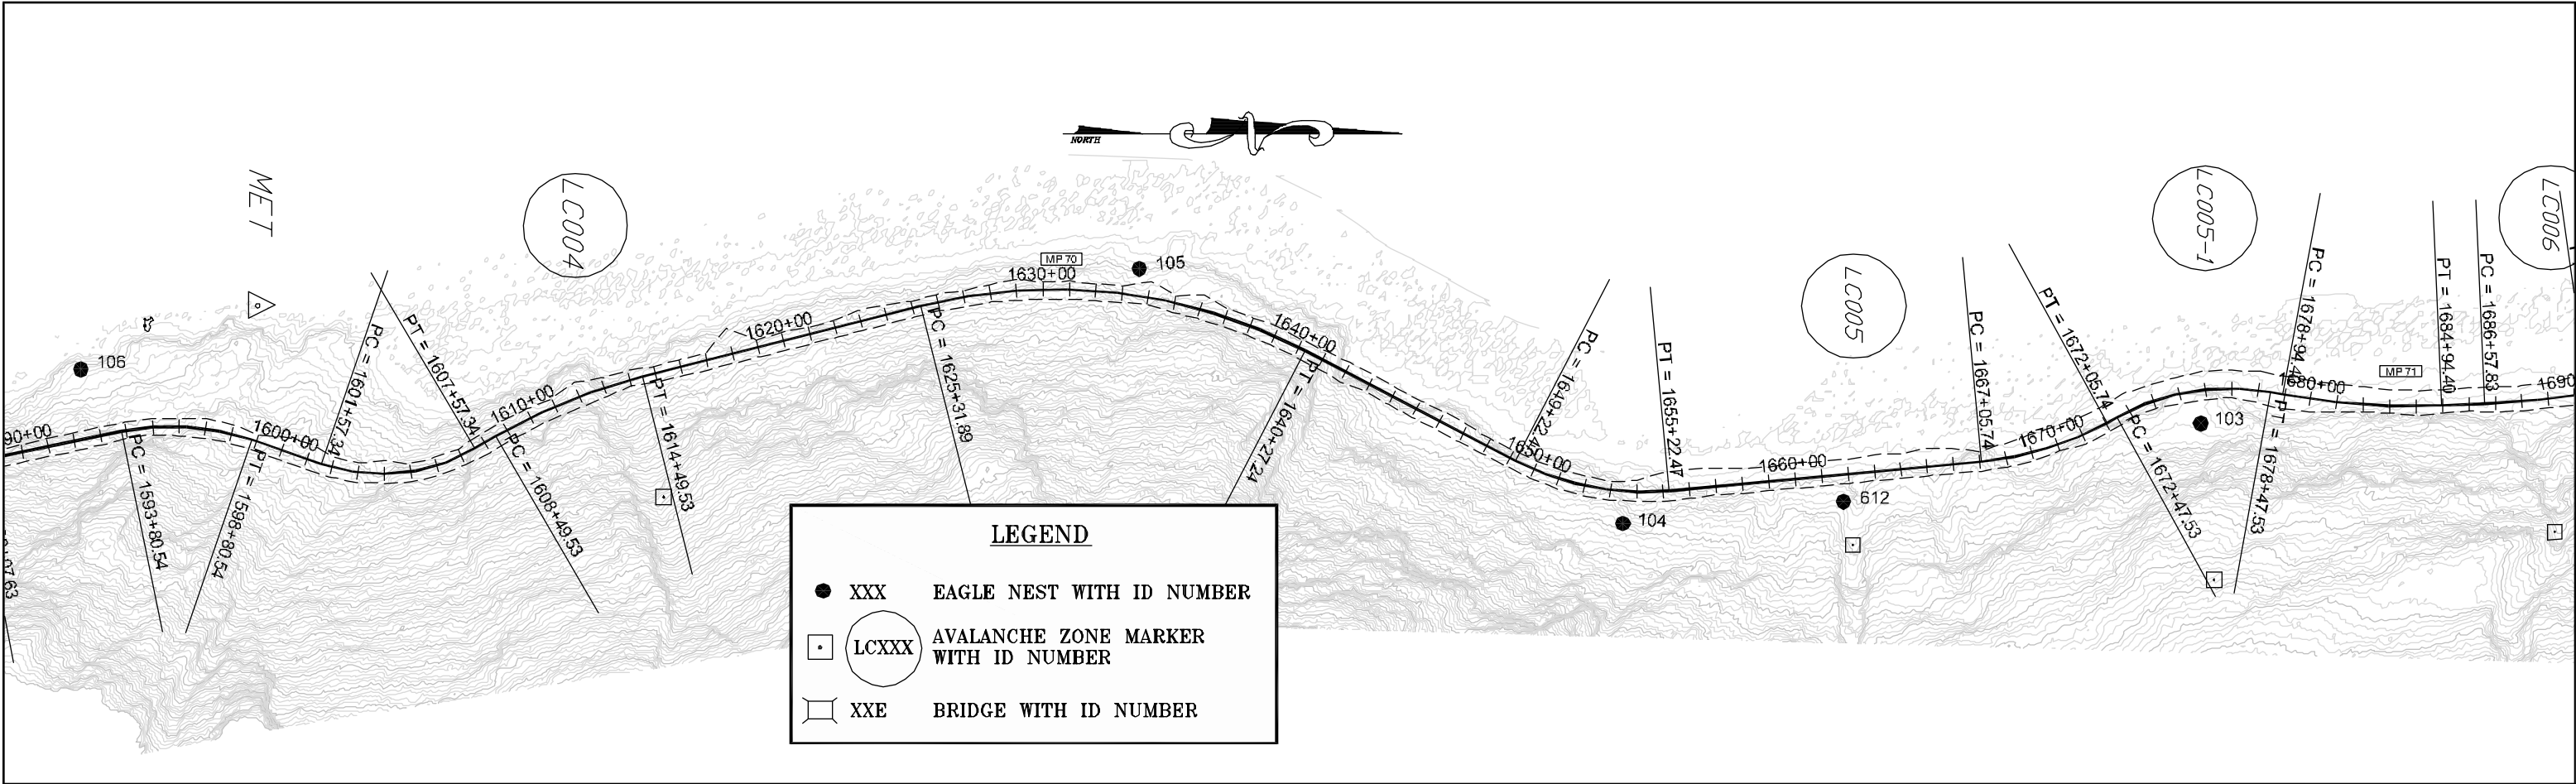 NORTH
MET
LC004
LC005
LC005-1
LC006
MP 70
MP 71
106
105
104
612
103
90+00
1600+00
1610+00
1620+00
1630+00
1640+00
1650+00
1660+00
1670+00
1680+00
1690
PC = 1593+80.54
PT = 1598+80.54
PC = 1601+57.34
PT = 1607+57.34
PC = 1608+49.53
PT = 1614+49.53
PC = 1625+31.89
PT = 1640+27.24
PC = 1649+22.40
PT = 1655+22.47
PC = 1667+05.74
PT = 1672+05.74
PC = 1672+47.53
PT = 1678+47.53
PC = 1678+94.40
PT = 1684+94.40
PC = 1686+57.83
LEGEND
XXX EAGLE NEST WITH ID NUMBER
LCXXX AVALANCHE ZONE MARKER
WITH ID NUMBER
XXE BRIDGE WITH ID NUMBER